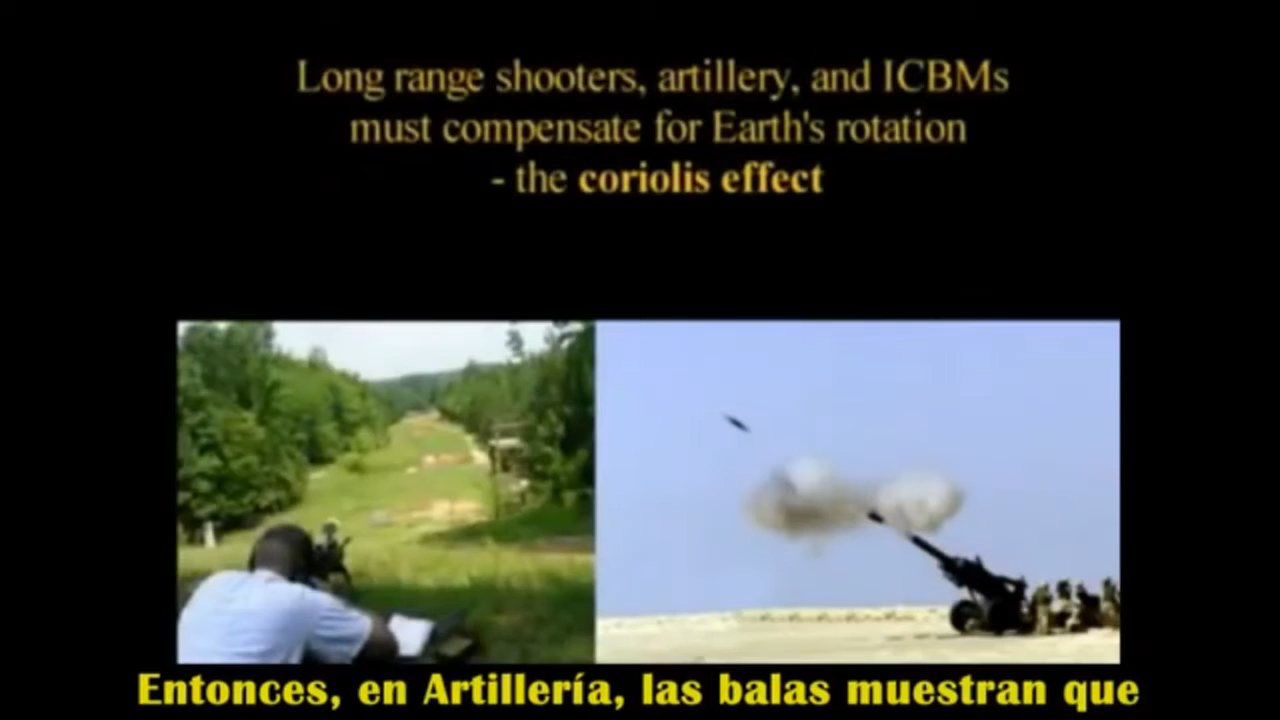 Long range shooters, artillery, and ICBMs
must compensate for Earth's rotation
- the coriolis effect
Entonces, en Artillería, las balas muestran que